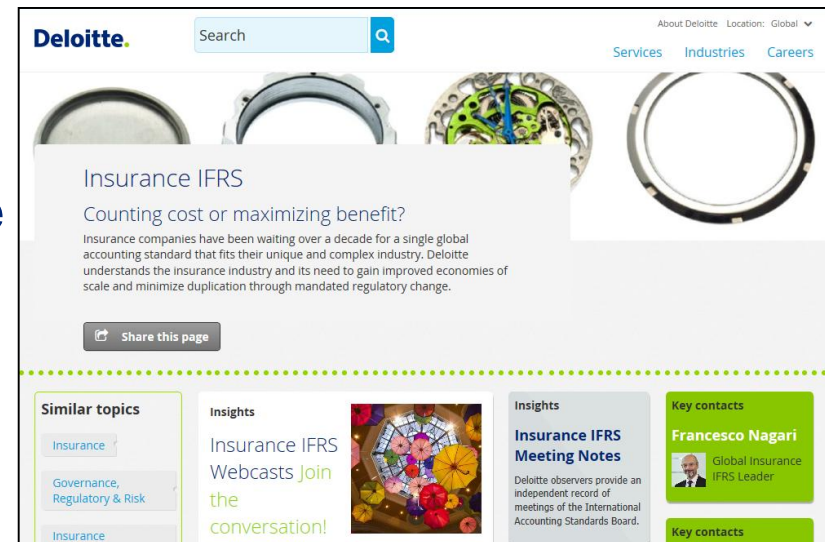 e
Deloitte.
Search
About Deloitte Location: Global
Services Industries Careers
Insurance IFRS
Counting cost or maximizing benefit?
Insurance companies have been waiting over a decade for a single global
accounting standard that fits their unique and complex industry. Deloitte
understands the insurance industry and its need to gain improved economies of
scale and minimize duplication through mandated regulatory change.
Share this page
Similar topics
Insurance
Governance,
Regulatory & Risk
Insurance
Insights
Insurance IFRS
Webcasts Join
the
conversation!
Insights
Insurance IFRS
Meeting Notes
Deloitte observers provide an
independent record of
meetings of the International
Accounting Standards Board.
Key contacts
Francesco Nagari
Global Insurance
IFRS Leader
Key contacts